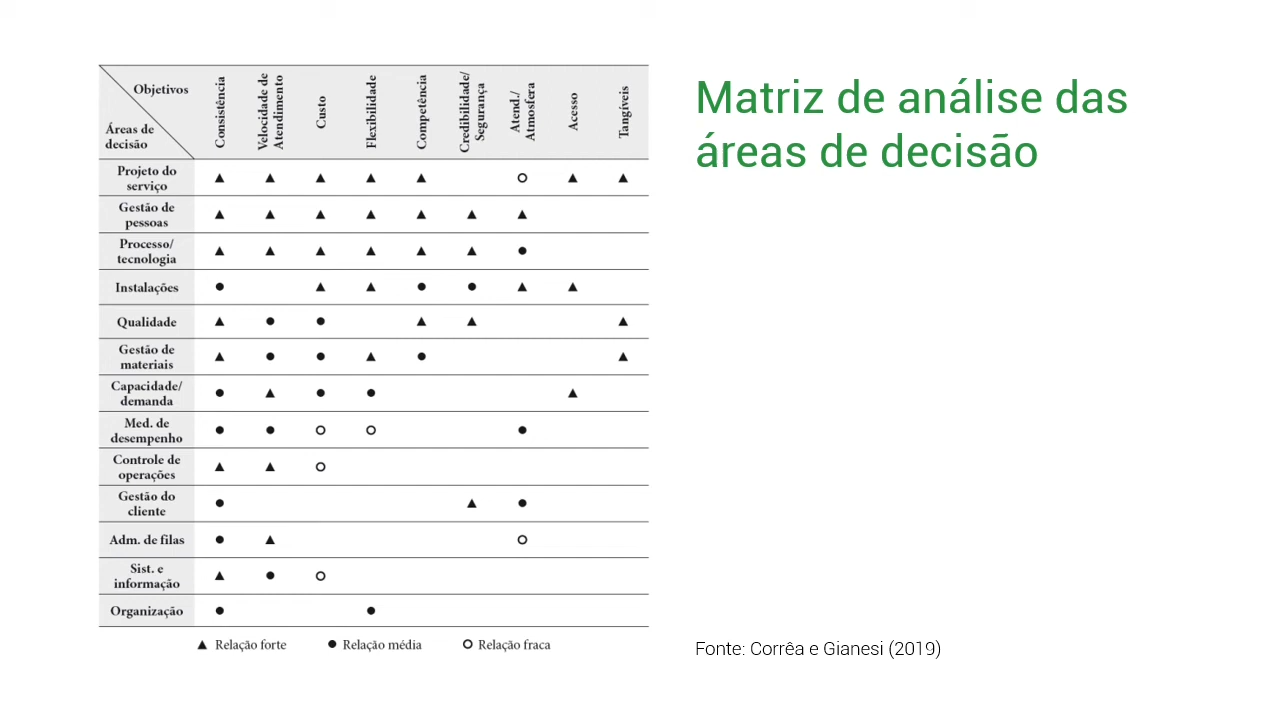 Matriz de análise das
áreas de decisão
Objetivos
Áreas de
decisão
Consistência
Velocidade de
Atendimento
Custo
Flexibilidade
Competência
Credibilidade/
Segurança
Atend./
Atmosfera
Acesso
Tangíveis
Projeto do
serviço
Gestão de
pessoas
Processo/
tecnologia
Instalações
Qualidade
Gestão de
materiais
Capacidade/
demanda
Med. de
desempenho
Controle de
operações
Gestão do
cliente
Adm. de filas
Sist. e
informação
Organização
▲ Relação forte ● Relação média ○ Relação fraca
Fonte: Corrêa e Gianesi (2019)